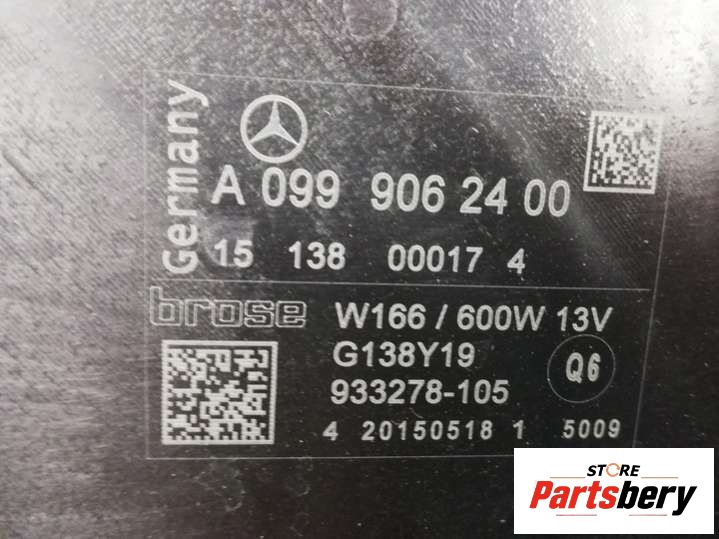 Germany
A 099 906 24 00
15 138 00017 4
brose
W166 / 600W 13V
G138Y19
933278-105
Q6
4 20150518 1 5009
STORE
Partsbery